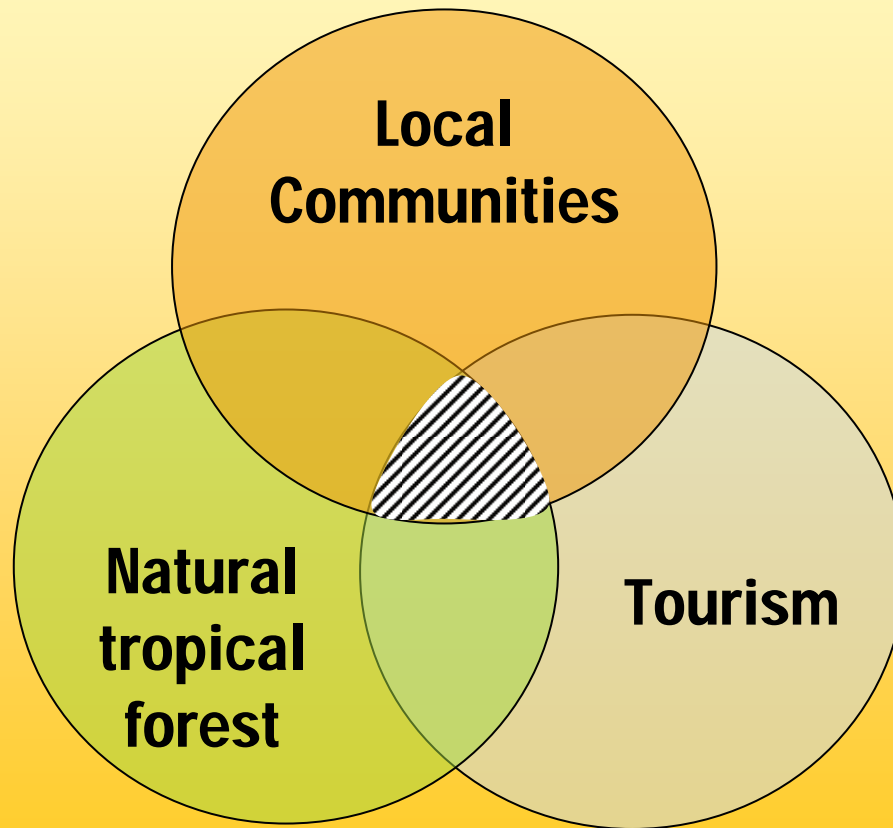 Local
Communities
Natural
tropical
forest
Tourism